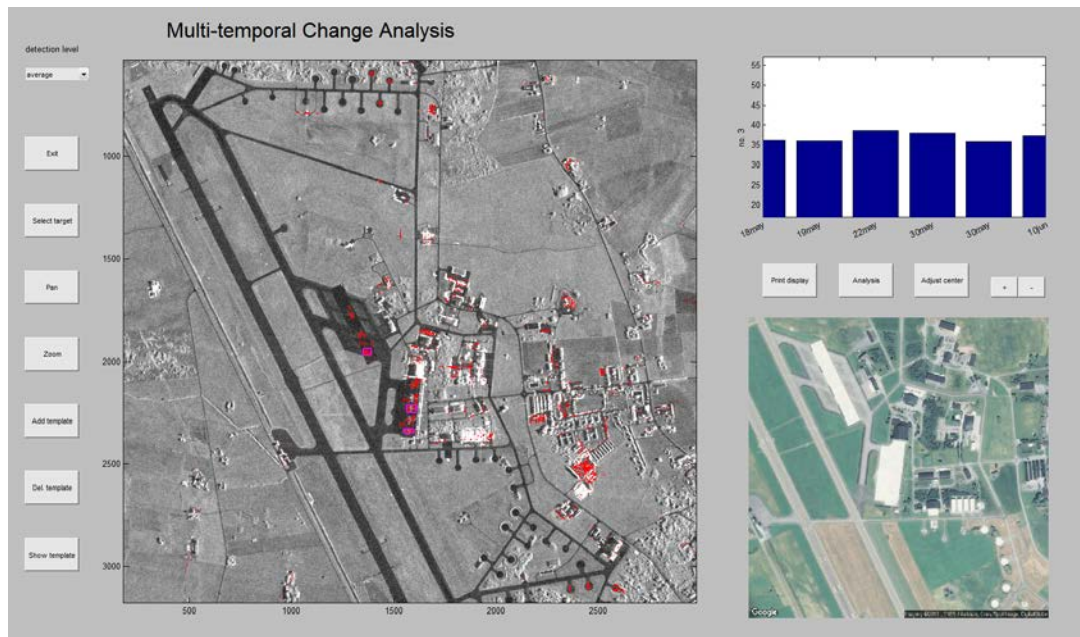 Multi-temporal Change Analysis
detection level
average
Exit
Select target
Pan
Zoom
Add template
Del. template
Show template
1000
1500
2000
2500
3000
500
1000
1500
2000
2500
55
50
45
40
35
30
25
20
no. 3
18may
19may
22may
30may
30may
10jun
Print display
Analysis
Adjust center
+
-
Google